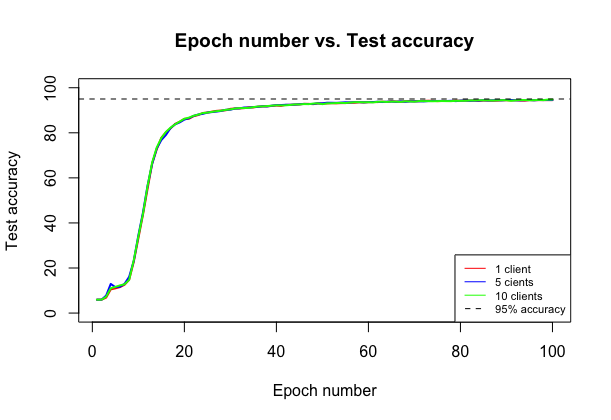 Epoch number vs. Test accuracy
Test accuracy
100
80
60
40
20
0
1 client
5 cients
10 clients
95% accuracy
0 20 40 60 80 100
Epoch number